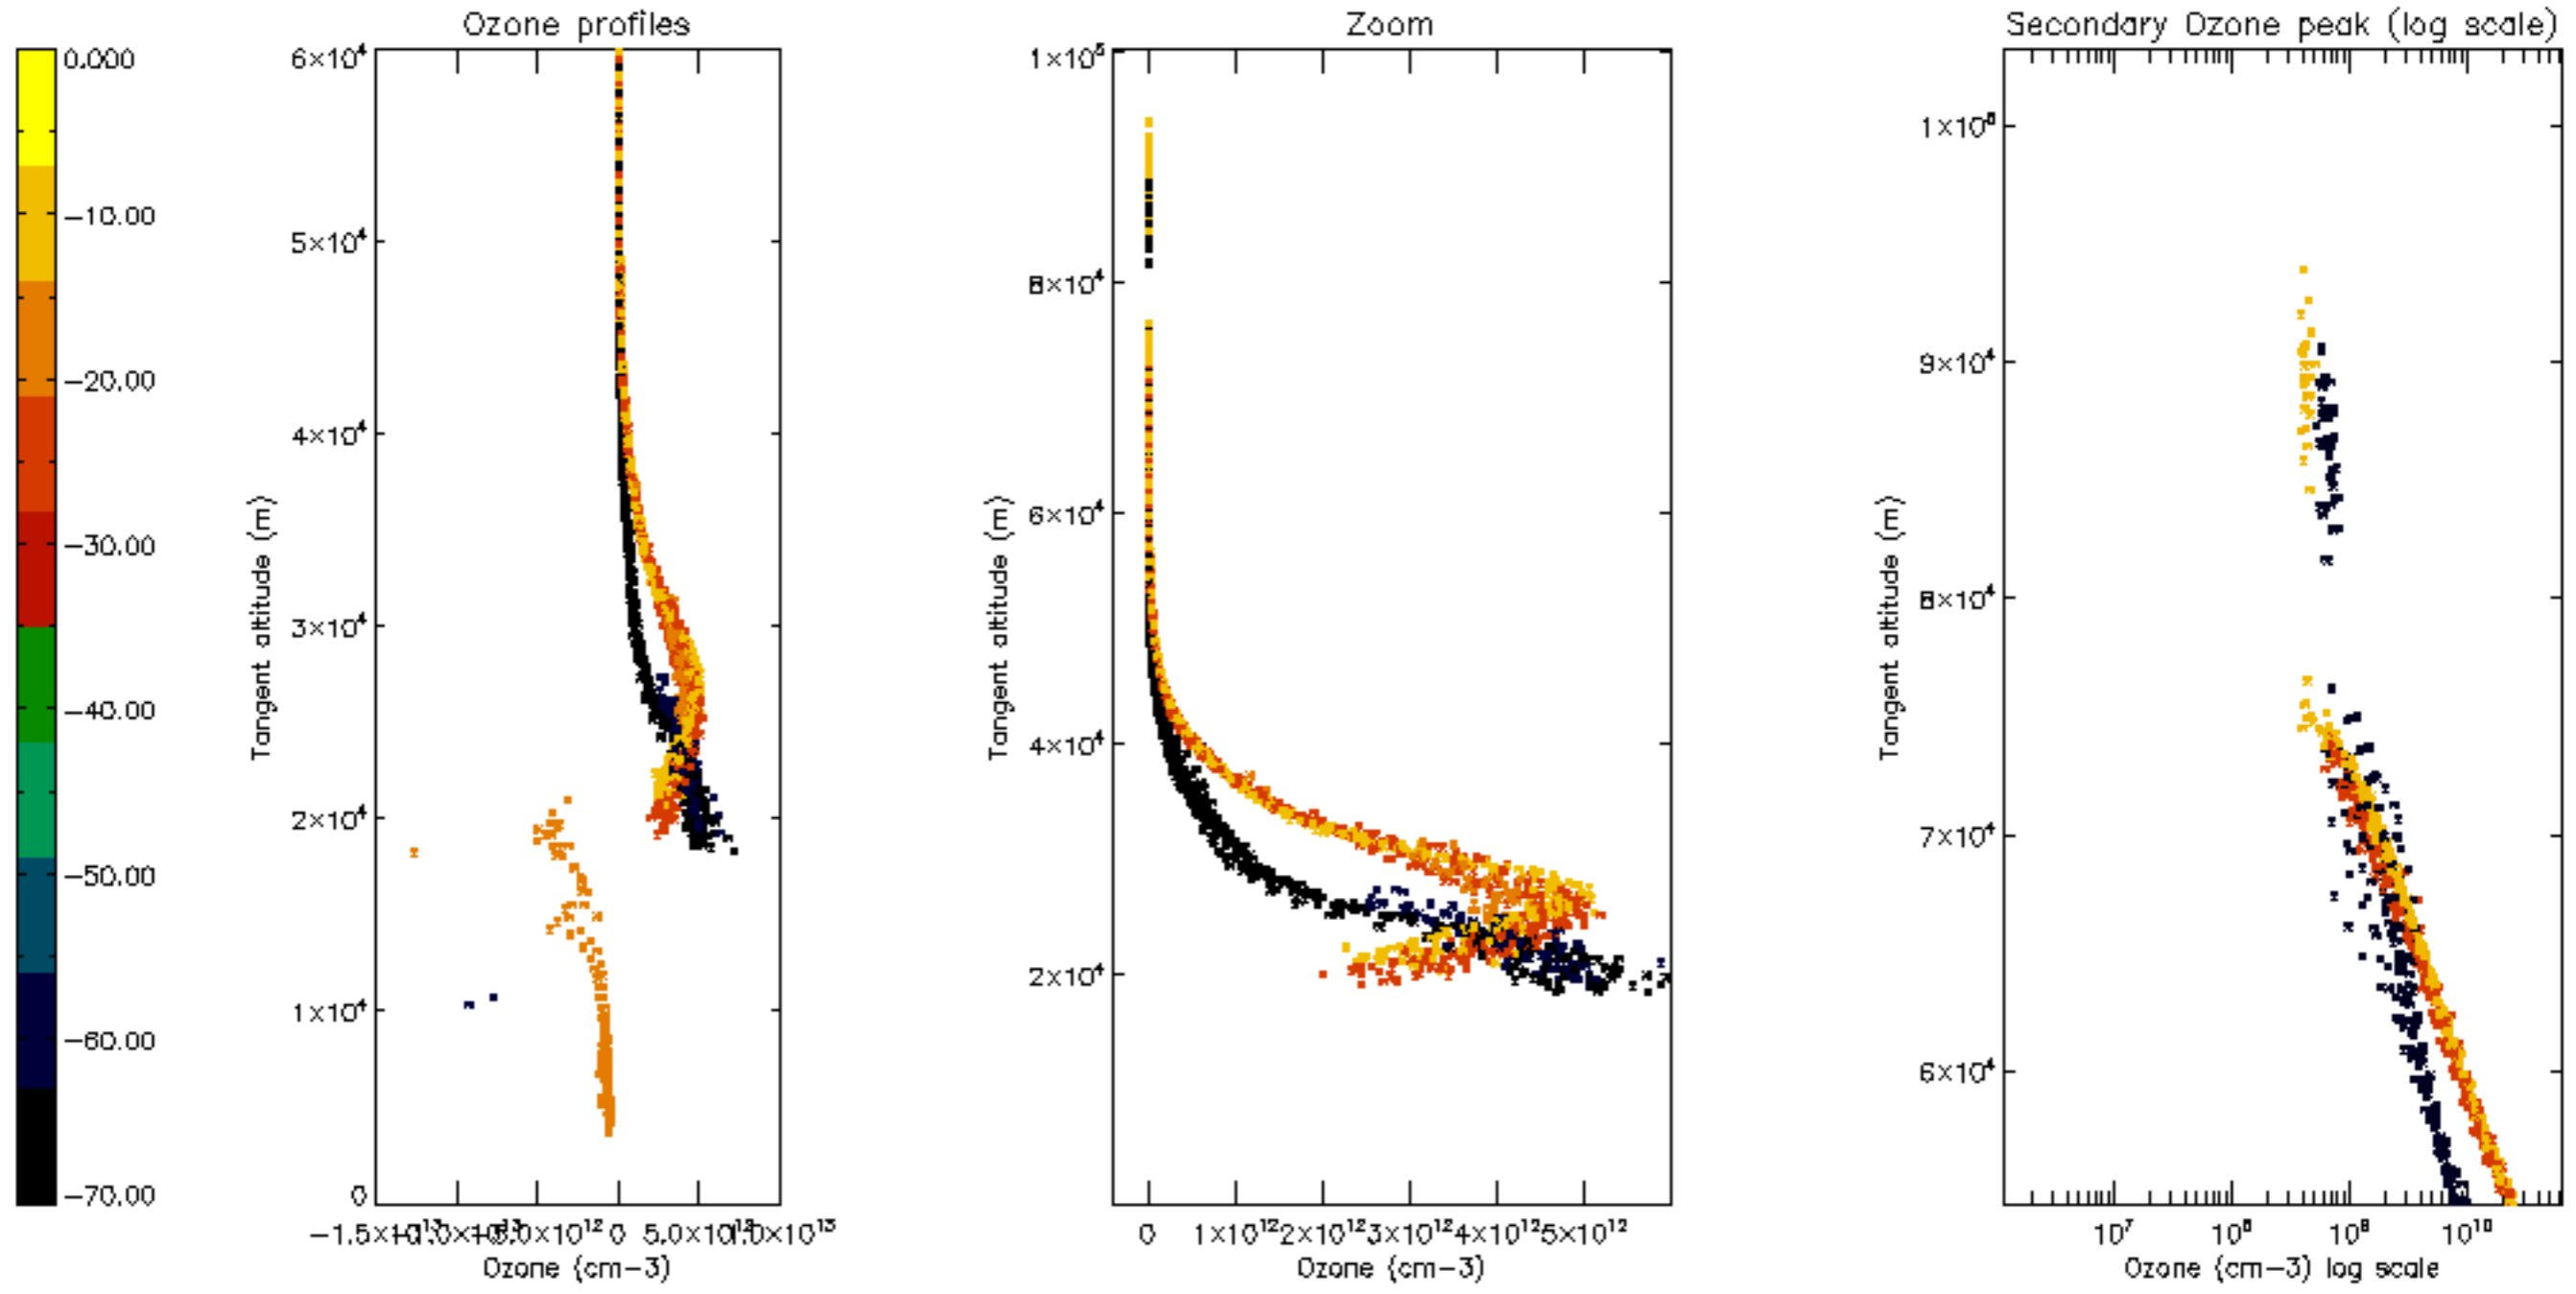 Ozone profiles
Zoom
Secondary Ozone peak (log scale)
0.000
−10.00
−20.00
−30.00
−40.00
−50.00
−60.00
−70.00
6×10⁴
5×10⁴
4×10⁴
3×10⁴
2×10⁴
1×10⁴
0
Tangent altitude (m)
0
Ozone (cm−3)
1×10⁵
8×10⁴
6×10⁴
4×10⁴
2×10⁴
Tangent altitude (m)
0 1×10¹² 2×10¹² 3×10¹² 4×10¹² 5×10¹²
Ozone (cm−3)
1×10⁵
9×10⁴
8×10⁴
7×10⁴
6×10⁴
Tangent altitude (m)
10⁷ 10⁸ 10⁹ 10¹⁰
Ozone (cm−3) log scale